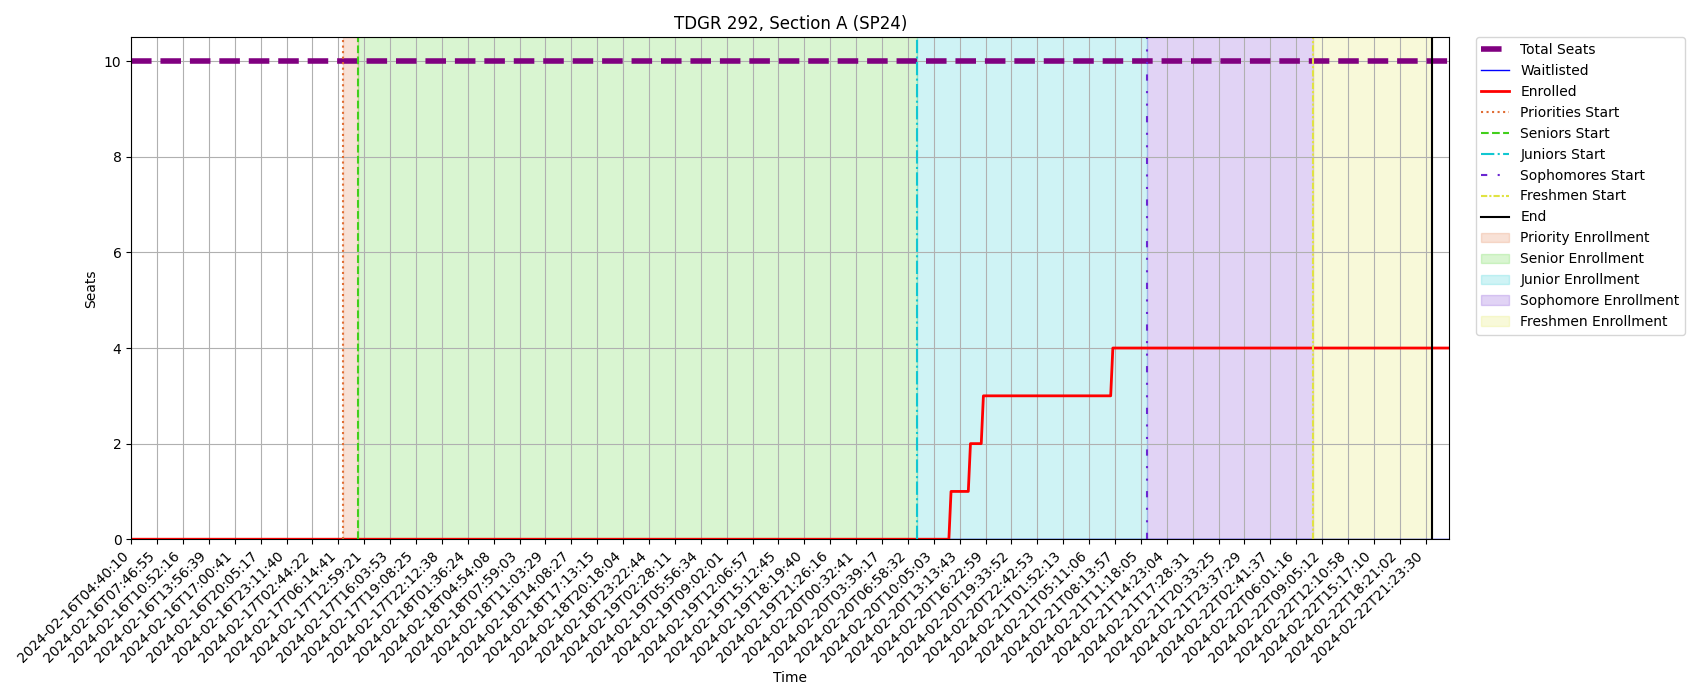 TDGR 292, Section A (SP24)
Seats
10
8
6
4
2
0
2024-02-16T04:40:10
2024-02-16T07:46:55
2024-02-16T10:52:16
2024-02-16T13:56:39
2024-02-16T17:00:41
2024-02-16T20:05:17
2024-02-16T23:11:40
2024-02-17T02:44:22
2024-02-17T06:14:41
2024-02-17T12:59:21
2024-02-17T16:03:53
2024-02-17T19:08:25
2024-02-17T22:12:38
2024-02-18T01:36:24
2024-02-18T04:54:08
2024-02-18T07:59:03
2024-02-18T11:03:29
2024-02-18T14:08:27
2024-02-18T17:13:15
2024-02-18T20:18:04
2024-02-18T23:22:44
2024-02-19T02:28:11
2024-02-19T05:56:34
2024-02-19T09:02:01
2024-02-19T12:06:57
2024-02-19T15:12:45
2024-02-19T18:19:40
2024-02-19T21:26:16
2024-02-20T00:32:41
2024-02-20T03:39:17
2024-02-20T06:58:32
2024-02-20T10:05:03
2024-02-20T13:13:43
2024-02-20T16:22:59
2024-02-20T19:33:52
2024-02-20T22:42:53
2024-02-21T01:52:13
2024-02-21T05:11:06
2024-02-21T08:13:57
2024-02-21T11:18:05
2024-02-21T14:23:04
2024-02-21T17:28:31
2024-02-21T20:33:25
2024-02-21T23:37:29
2024-02-22T02:41:37
2024-02-22T06:01:16
2024-02-22T09:05:12
2024-02-22T12:10:58
2024-02-22T15:17:10
2024-02-22T18:21:02
2024-02-22T21:23:30
Time
Total Seats
Waitlisted
Enrolled
Priorities Start
Seniors Start
Juniors Start
Sophomores Start
Freshmen Start
End
Priority Enrollment
Senior Enrollment
Junior Enrollment
Sophomore Enrollment
Freshmen Enrollment